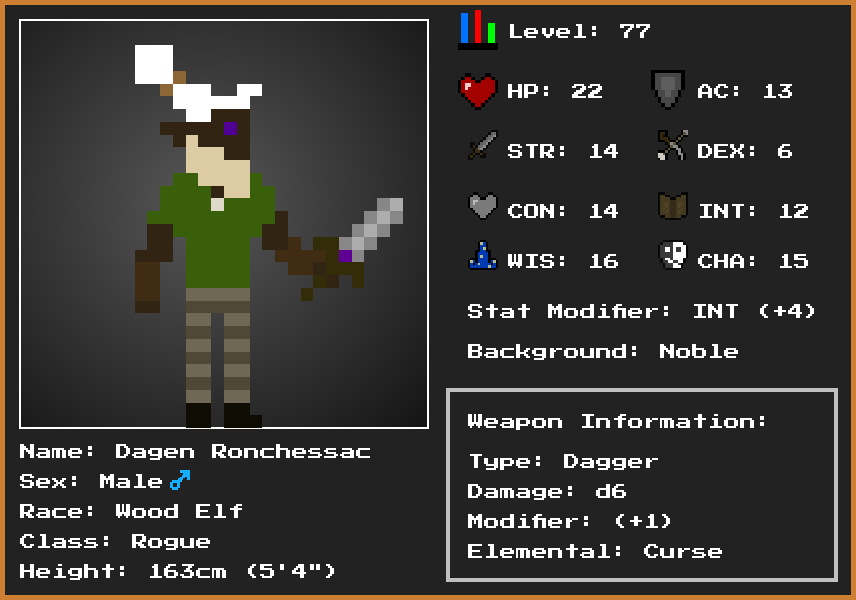 Level: 77
HP: 22
AC: 13
STR: 14
DEX: 6
CON: 14
INT: 12
WIS: 16
CHA: 15
Stat Modifier: INT (+4)
Background: Noble
Weapon Information:
Type: Dagger
Damage: d6
Modifier: (+1)
Elemental: Curse
Name: Dagen Ronchessac
Sex: Male ♂
Race: Wood Elf
Class: Rogue
Height: 163cm (5'4")